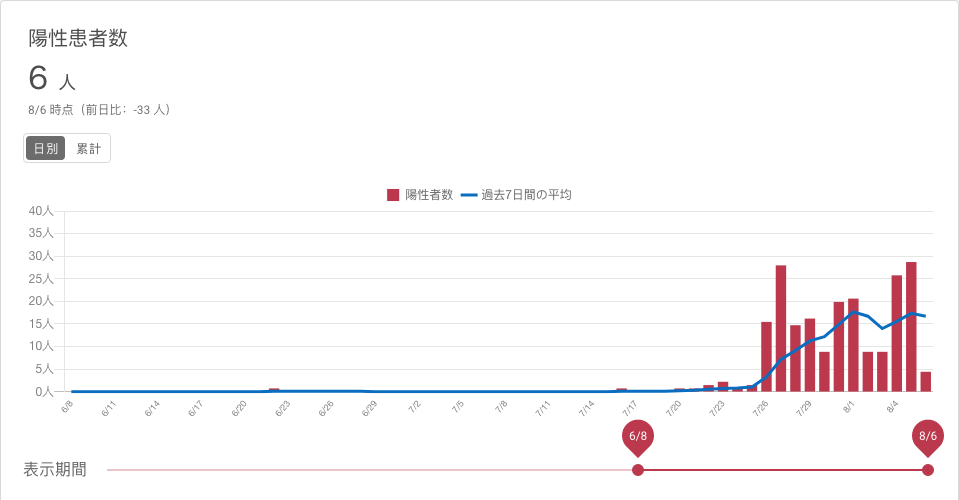 陽性患者数
6 人
8/6 時点（前日比：-33 人）
日別 累計
陽性者数 過去7日間の平均
40人
35人
30人
25人
20人
15人
10人
5人
0人
6/8 6/11 6/14 6/17 6/20 6/23 6/26 6/29 7/2 7/5 7/8 7/11 7/14 7/17 7/20 7/23 7/26 7/29 8/1 8/4
6/8 8/6
表示期間